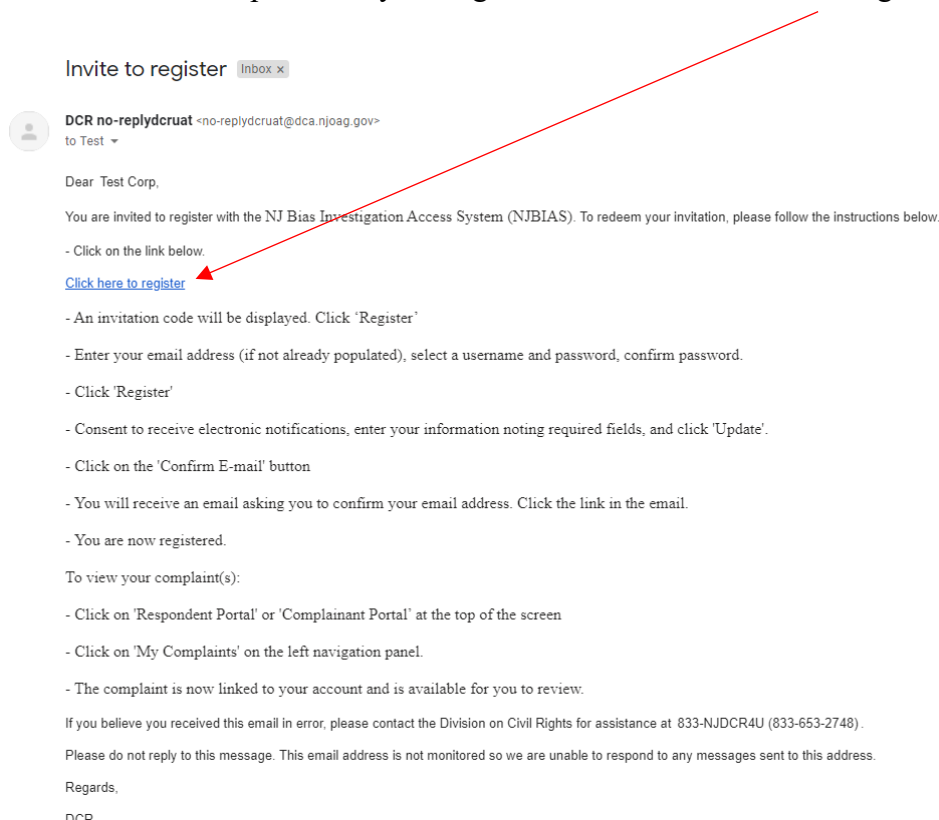 Invite to register Inbox x
DCR no-replydcruat <no-replydcruat@dca.njoag.gov>
to Test
Dear Test Corp,
You are invited to register with the NJ Bias Investigation Access System (NJBIAS). To redeem your invitation, please follow the instructions below.
- Click on the link below.
Click here to register
- An invitation code will be displayed. Click ‘Register’
- Enter your email address (if not already populated), select a username and password, confirm password.
- Click 'Register'
- Consent to receive electronic notifications, enter your information noting required fields, and click 'Update'.
- Click on the 'Confirm E-mail' button
- You will receive an email asking you to confirm your email address. Click the link in the email.
- You are now registered.
To view your complaint(s):
- Click on 'Respondent Portal' or 'Complainant Portal' at the top of the screen
- Click on 'My Complaints' on the left navigation panel.
- The complaint is now linked to your account and is available for you to review.
If you believe you received this email in error, please contact the Division on Civil Rights for assistance at 833-NJDCR4U (833-653-2748).
Please do not reply to this message. This email address is not monitored so we are unable to respond to any messages sent to this address.
Regards,
DCR